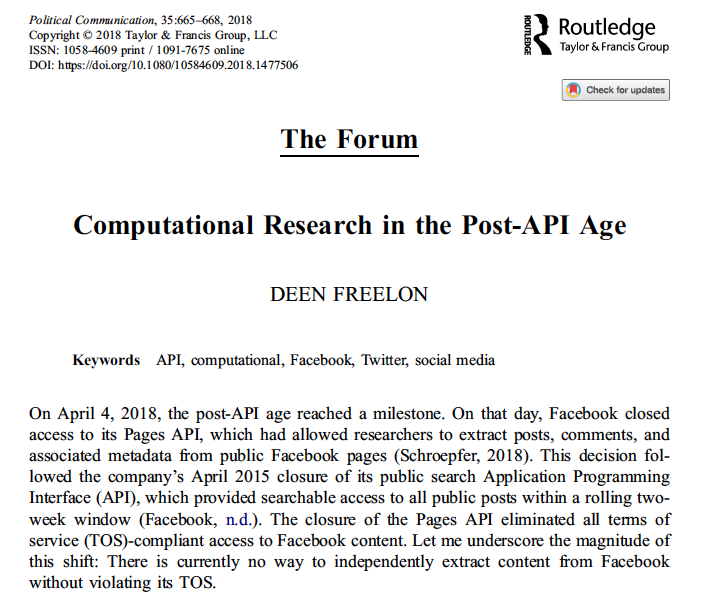 Political Communication, 35:665–668, 2018
Copyright © 2018 Taylor & Francis Group, LLC
ISSN: 1058-4609 print / 1091-7675 online
DOI: https://doi.org/10.1080/10584609.2018.1477506
ROUTLEDGE
Routledge
Taylor & Francis Group
Check for updates
The Forum
Computational Research in the Post-API Age
DEEN FREELON
Keywords API, computational, Facebook, Twitter, social media
On April 4, 2018, the post-API age reached a milestone. On that day, Facebook closed
access to its Pages API, which had allowed researchers to extract posts, comments, and
associated metadata from public Facebook pages (Schroepfer, 2018). This decision fol-
lowed the company’s April 2015 closure of its public search Application Programming
Interface (API), which provided searchable access to all public posts within a rolling two-
week window (Facebook, n.d.). The closure of the Pages API eliminated all terms of
service (TOS)-compliant access to Facebook content. Let me underscore the magnitude of
this shift: There is currently no way to independently extract content from Facebook
without violating its TOS.